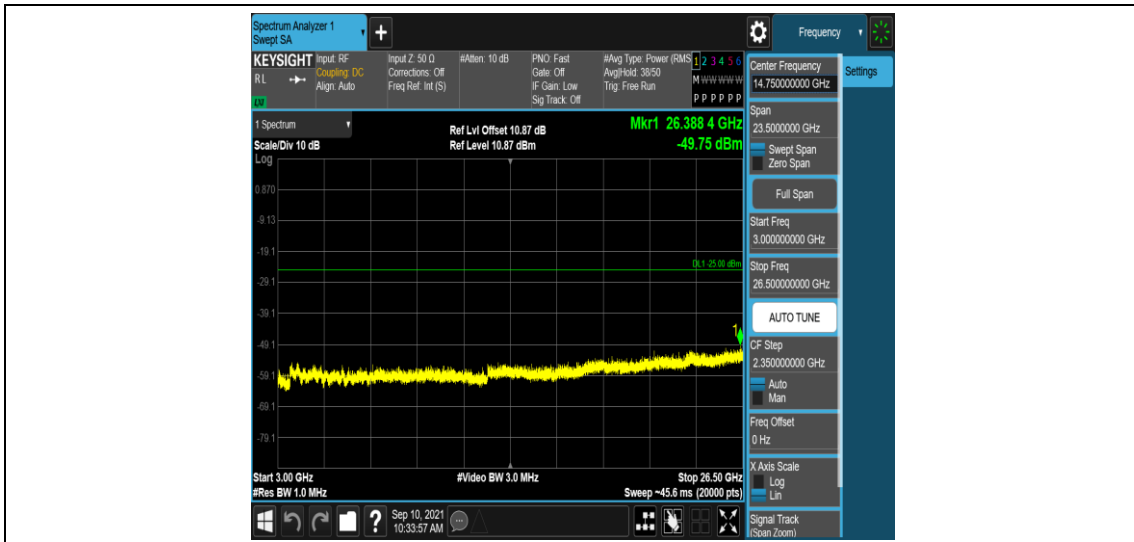 Spectrum Analyzer 1
Swept SA
+
Frequency
KEYSIGHT
RL
Input: RF
Coupling: DC
Align: Auto
Input Z: 50 Ω
Corrections: Off
Freq Ref: Int (S)
#Atten: 10 dB
PNO: Fast
Gate: Off
IF Gain: Low
Sig Track: Off
#Avg Type: Power (RMS
Avg|Hold: 38/50
Trig: Free Run
1 2 3 4 5 6
M W W W W W
P P P P P P
Center Frequency
14.750000000 GHz
Settings
Span
23.5000000 GHz
Swept Span
Zero Span
Full Span
Start Freq
3.000000000 GHz
Stop Freq
26.500000000 GHz
AUTO TUNE
CF Step
2.350000000 GHz
Auto
Man
Freq Offset
0 Hz
X Axis Scale
Log
Lin
Signal Track
(Span Zoom)
1 Spectrum
Scale/Div 10 dB
Log
Ref Lvl Offset 10.87 dB
Ref Level 10.87 dBm
Mkr1 26.388 4 GHz
-49.75 dBm
0.870
-9.13
-19.1
DL1 -25.00 dBm
-29.1
-39.1
1
-49.1
-59.1
-69.1
-79.1
Start 3.00 GHz
#Video BW 3.0 MHz
Stop 26.50 GHz
#Res BW 1.0 MHz
Sweep ~45.6 ms (20000 pts)
?
Sep 10, 2021
10:33:57 AM